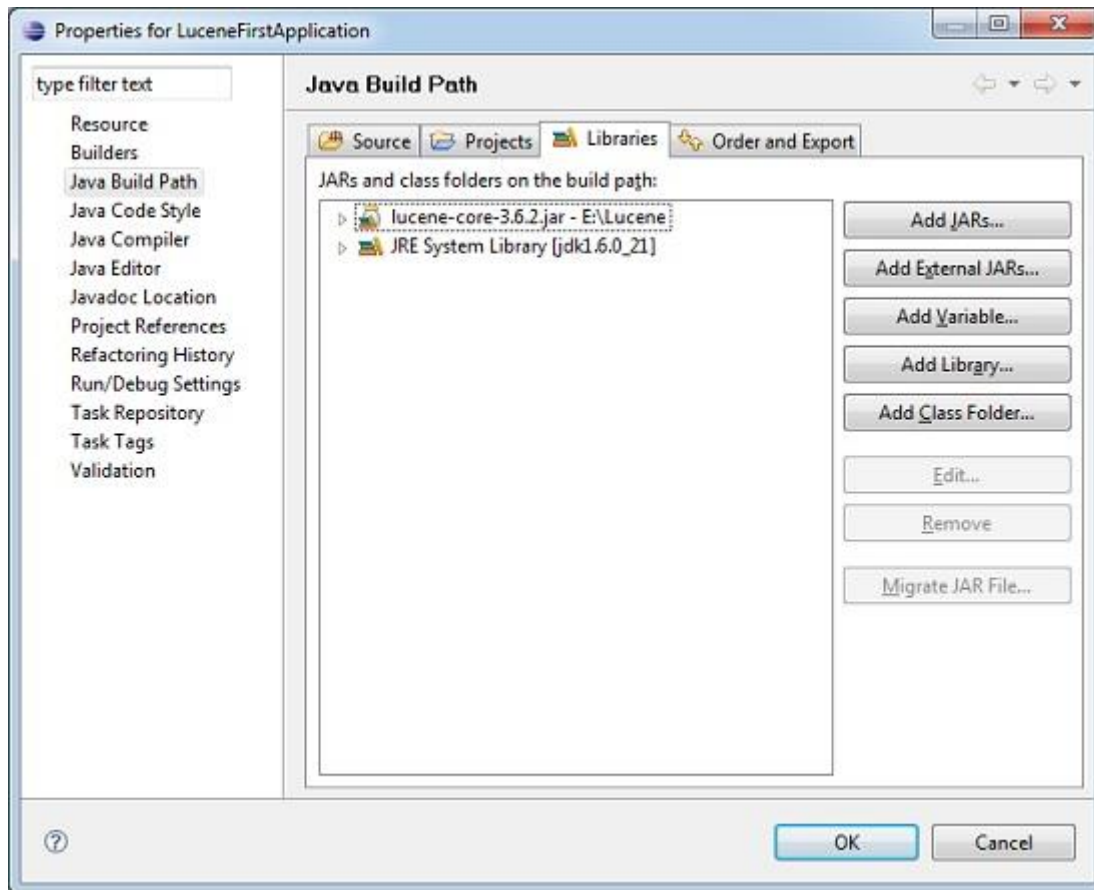 Properties for LuceneFirstApplication
type filter text
Resource
Builders
Java Build Path
Java Code Style
Java Compiler
Java Editor
Javadoc Location
Project References
Refactoring History
Run/Debug Settings
Task Repository
Task Tags
Validation
Java Build Path
Source Projects Libraries Order and Export
JARs and class folders on the build path:
lucene-core-3.6.2.jar - E:\Lucene
JRE System Library [jdk1.6.0_21]
Add JARs...
Add External JARs...
Add Variable...
Add Library...
Add Class Folder...
Edit...
Remove
Migrate JAR File...
OK Cancel